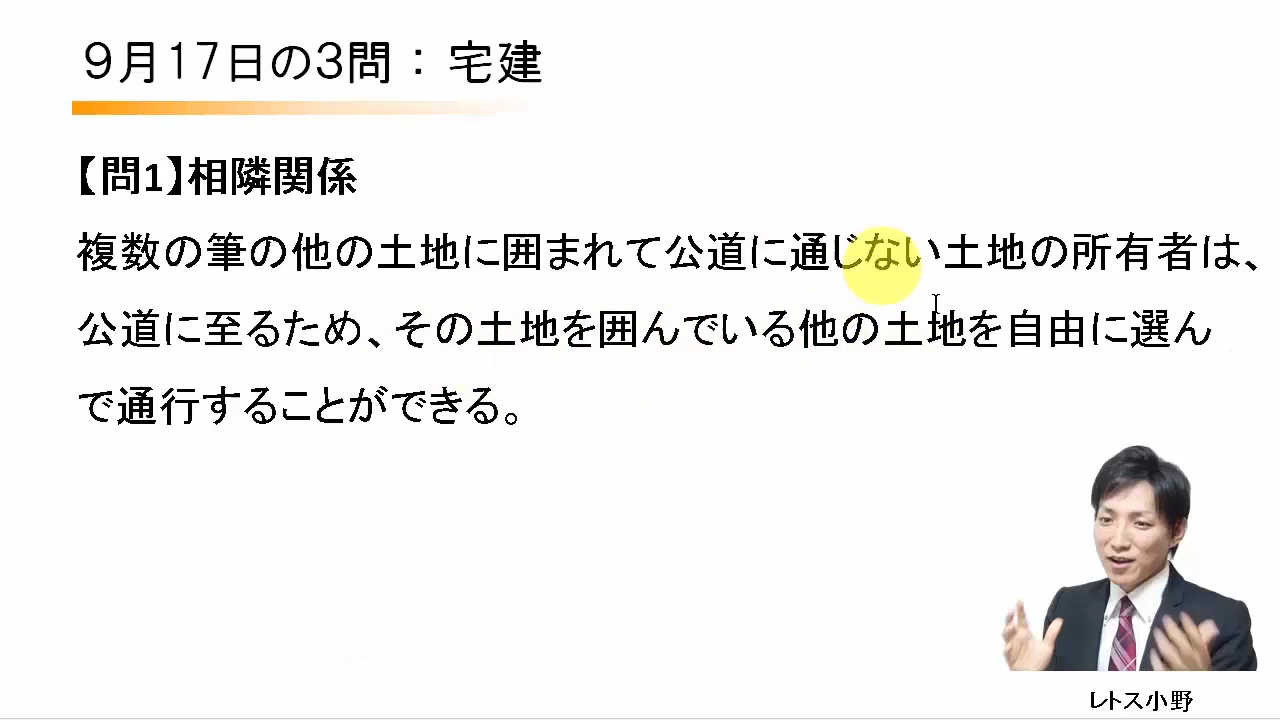 9月17日の3問：宅建
【問1】相隣関係
複数の筆の他の土地に囲まれて公道に通じない土地の所有者は、
公道に至るため、その土地を囲んでいる他の土地を自由に選ん
で通行することができる。
レトス小野